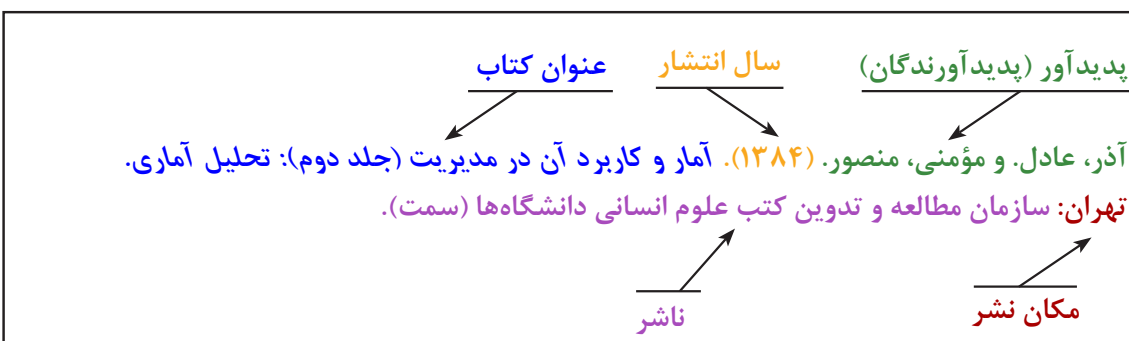 پدیدآور (پدیدآورندگان) سال انتشار عنوان کتاب
آذر، عادل. و مؤمنی، منصور. (۱۳۸۴). آمار و کاربرد آن در مدیریت (جلد دوم): تحلیل آماری.
تهران: سازمان مطالعه و تدوین کتب علوم انسانی دانشگاه‌ها (سمت).
مکان نشر ناشر